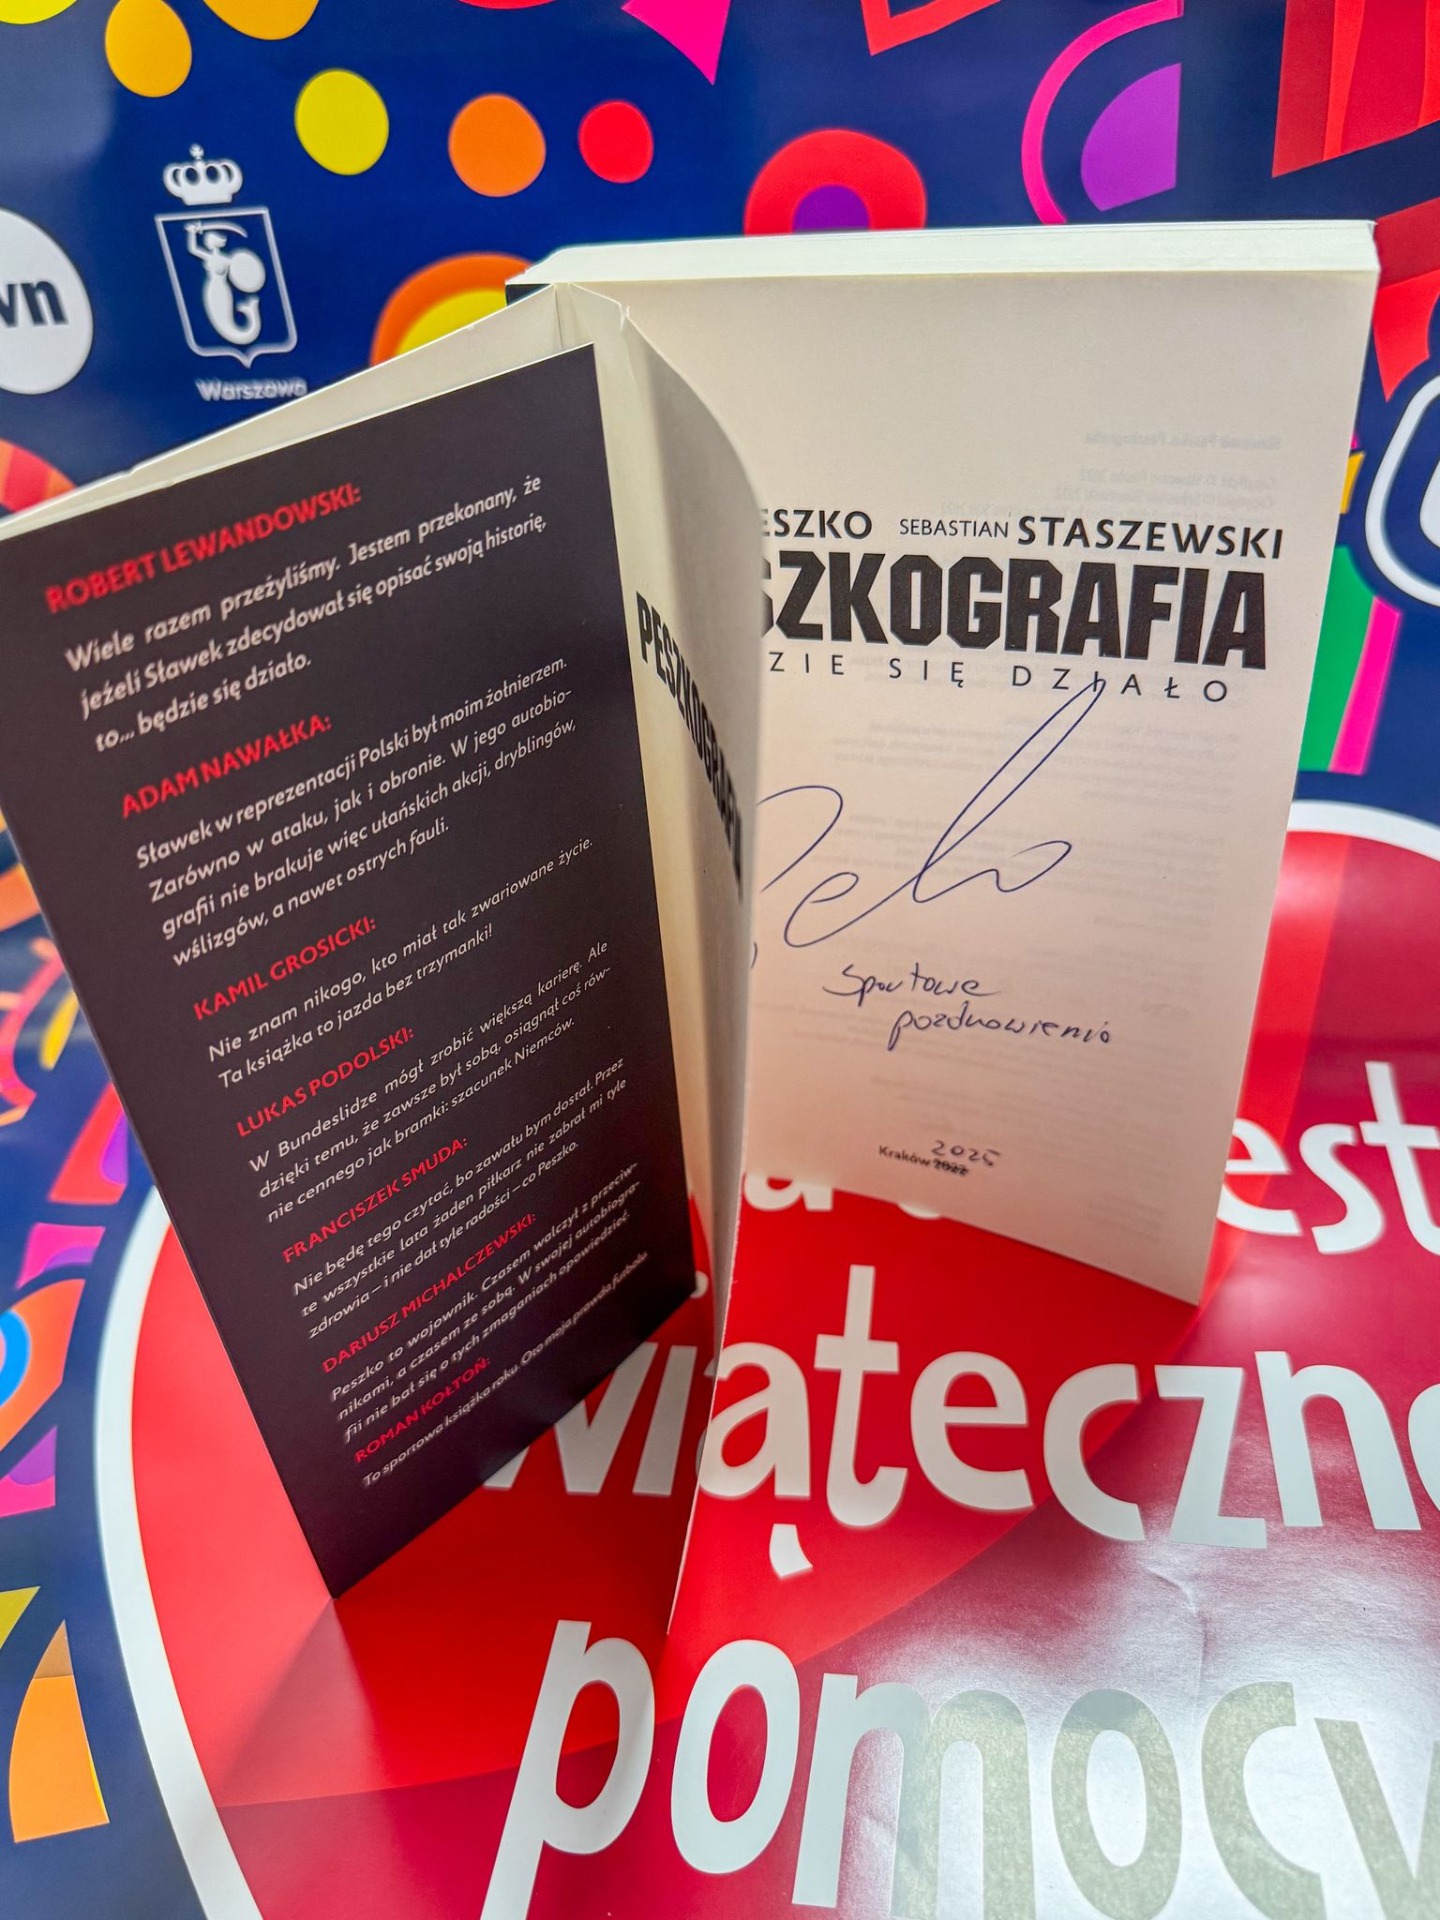 vn
Warszawa
ROBERT LEWANDOWSKI:
Wiele razem przeżyliśmy. Jestem przekonany, że
jeżeli Sławek zdecydował się opisać swoją historię,
to... będzie się działo.
ADAM NAWAŁKA:
Sławek w reprezentacji Polski był moim żołnierzem.
Zarówno w ataku, jak i obronie. W jego autobio-
grafii nie brakuje więc ułańskich akcji, dryblingów,
wślizgów, a nawet ostrych fauli.
KAMIL GROSICKI:
Nie znam nikogo, kto miał tak zwariowane życie.
Ta książka to jazda bez trzymanki!
LUKAS PODOLSKI:
W Bundeslidze mógł zrobić większą karierę. Ale
dzięki temu, że zawsze był sobą, osiągnął coś rów-
nie cennego jak bramki: szacunek Niemców.
FRANCISZEK SMUDA:
Nie będę tego czytać, bo zawału bym dostał. Przez
te wszystkie lata żaden piłkarz nie zabrał mi tyle
zdrowia – i nie dał tyle radości – co Peszko.
DARIUSZ MICHALCZEWSKI:
Peszko to wojownik. Czasem walczył z przeciw-
nikami, a czasem ze sobą. W swojej autobiogra-
fii nie bał się o tych zmaganiach opowiedzieć.
ROMAN KOŁTOŃ:
To sportowa książka roku. Oto moja prawda futbolu.
PESZKOGRAFIA
ESZKO SEBASTIAN STASZEWSKI
SZKOGRAFIA
ZIE SIĘ DZIAŁO
Sportowe
pozdrowienia
2025
Kraków 2022
est
wiąteczne
pomocy